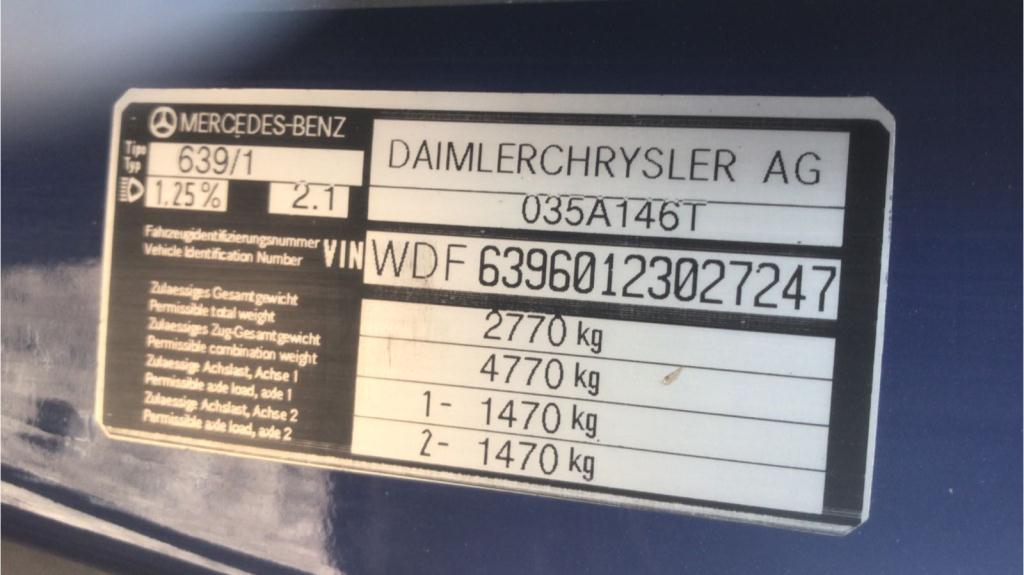 MERCEDES-BENZ
Tipo
Typ
639/1
1.25%
2.1
DAIMLERCHRYSLER AG
035A146T
Fahrzeugidentifizierungsnummer
Vehicle Identification Number
VIN
WDF 63960123027247
Zulaessiges Gesamtgewicht
Permissible total weight
2770 kg
Zulaessiges Zug-Gesamtgewicht
Permissible combination weight
4770 kg
Zulaessige Achslast, Achse 1
Permissible axle load, axle 1
1- 1470 kg
Zulaessige Achslast, Achse 2
Permissible axle load, axle 2
2- 1470 kg